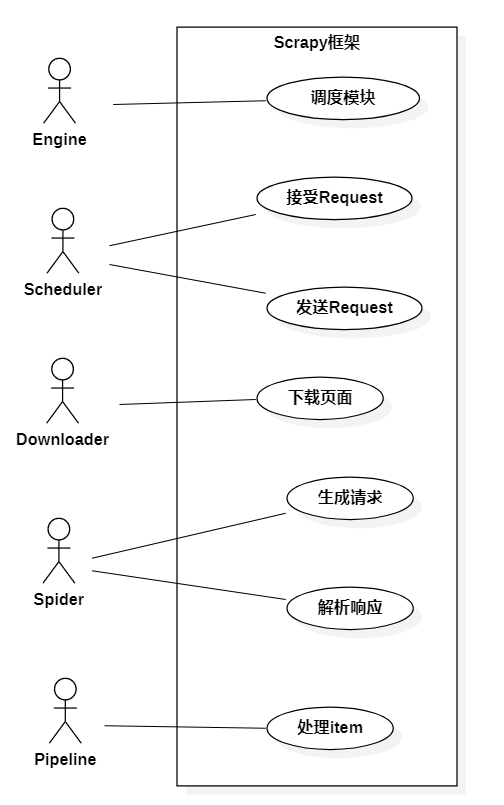 Scrapy框架
调度模块
Engine
接受Request
Scheduler
发送Request
下载页面
Downloader
生成请求
Spider
解析响应
处理item
Pipeline